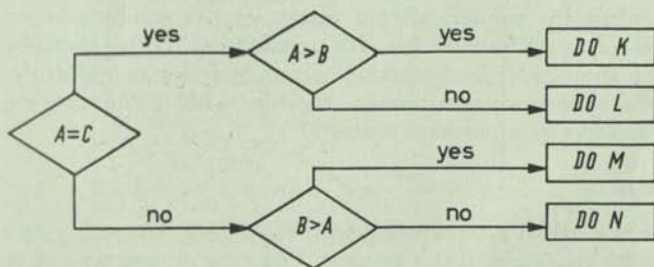 yes
A>B
yes
DO K
no
DO L
A=C
yes
DO M
no
B>A
no
DO N